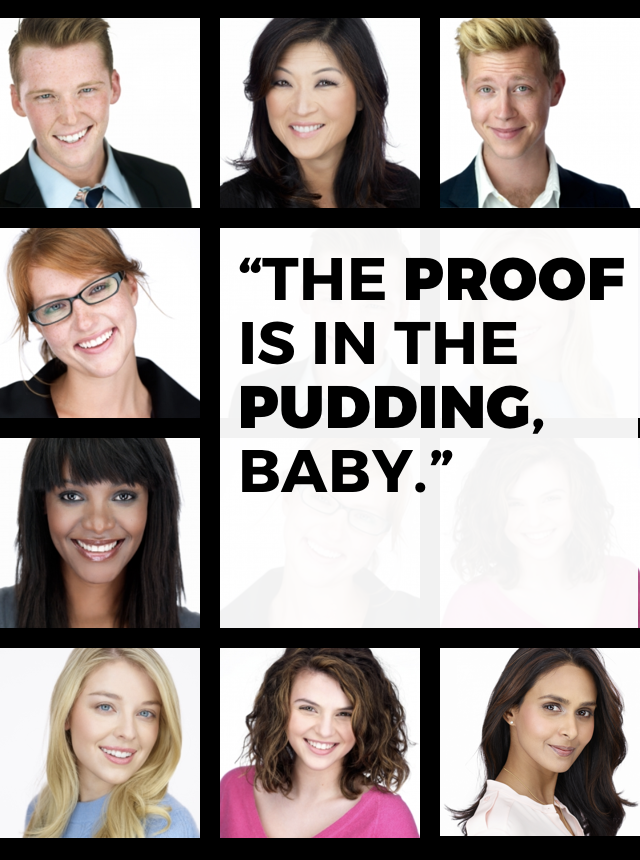 “THE PROOF
IS IN THE
PUDDING,
BABY.”